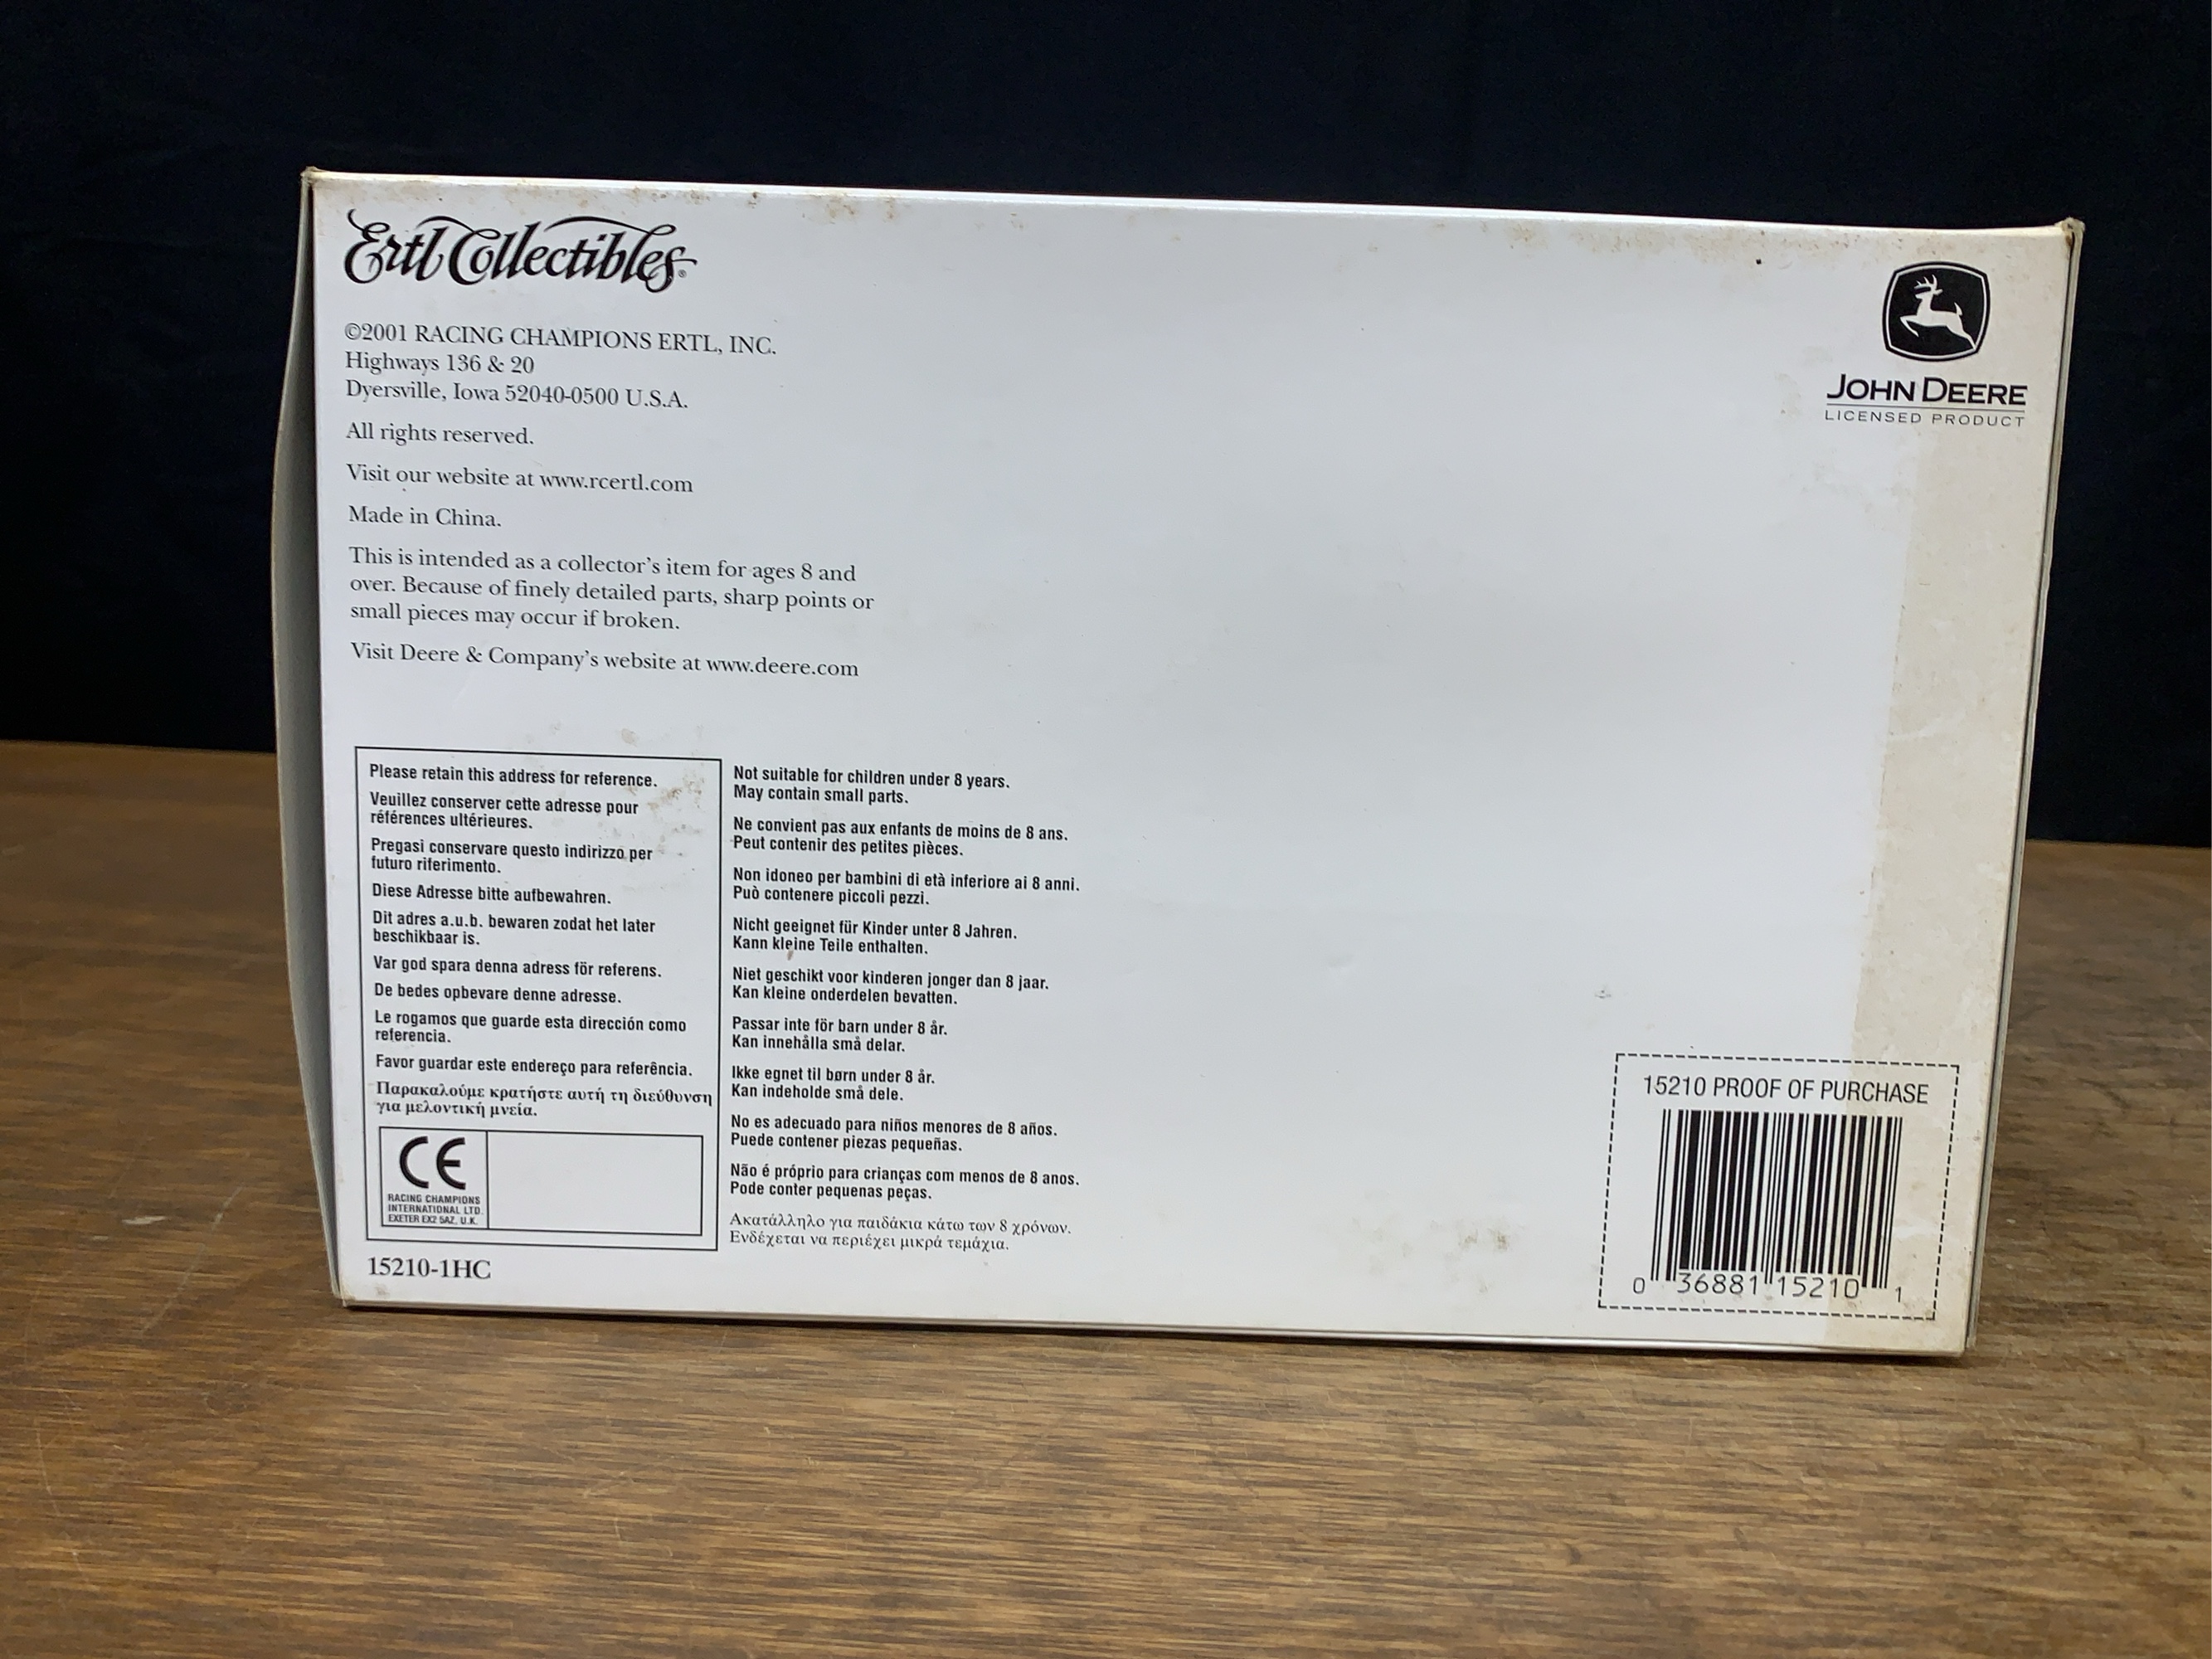 Ertl Collectibles®
©2001 RACING CHAMPIONS ERTL, INC.
Highways 136 & 20
Dyersville, Iowa 52040-0500 U.S.A.
All rights reserved.
Visit our website at www.rcertl.com
Made in China.
This is intended as a collector's item for ages 8 and
over. Because of finely detailed parts, sharp points or
small pieces may occur if broken.
Visit Deere & Company's website at www.deere.com
JOHN DEERE
LICENSED PRODUCT
Please retain this address for reference.
Veuillez conserver cette adresse pour
références ultérieures.
Pregasi conservare questo indirizzo per
futuro riferimento.
Diese Adresse bitte aufbewahren.
Dit adres a.u.b. bewaren zodat het later
beschikbaar is.
Var god spara denna adress för referens.
De bedes opbevare denne adresse.
Le rogamos que guarde esta dirección como
referencia.
Favor guardar este endereço para referência.
Παρακαλούμε κρατήστε αυτή τη διεύθυνση
για μελοντική μνεία.
CE
RACING CHAMPIONS
INTERNATIONAL LTD.
EXETER EX2 5AZ, U.K.
15210-1HC
Not suitable for children under 8 years.
May contain small parts.
Ne convient pas aux enfants de moins de 8 ans.
Peut contenir des petites pièces.
Non idoneo per bambini di età inferiore ai 8 anni.
Può contenere piccoli pezzi.
Nicht geeignet für Kinder unter 8 Jahren.
Kann kleine Teile enthalten.
Niet geschikt voor kinderen jonger dan 8 jaar.
Kan kleine onderdelen bevatten.
Passar inte för barn under 8 år.
Kan innehålla små delar.
Ikke egnet til børn under 8 år.
Kan indeholde små dele.
No es adecuado para niños menores de 8 años.
Puede contener piezas pequeñas.
Não é próprio para crianças com menos de 8 anos.
Pode conter pequenas peças.
Ακατάλληλο για παιδάκια κάτω των 8 χρόνων.
Ενδέχεται να περιέχει μικρά τεμάχια.
15210 PROOF OF PURCHASE
0 36881 15210 1